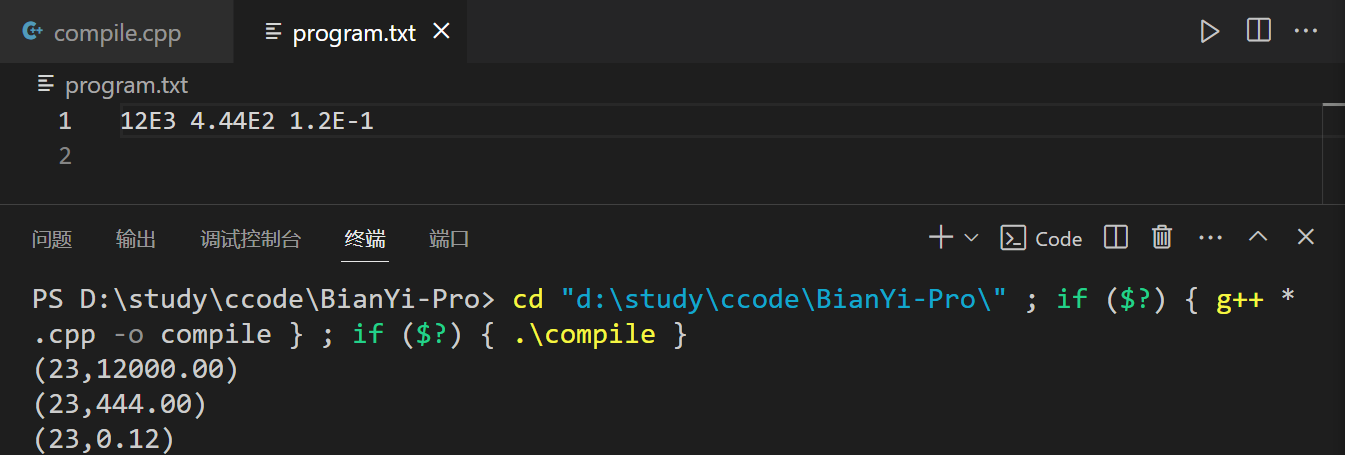 compile.cpp program.txt
program.txt
1 12E3 4.44E2 1.2E-1
2
问题 输出 调试控制台 终端 端口 Code
PS D:\study\ccode\BianYi-Pro> cd "d:\study\ccode\BianYi-Pro\" ; if ($?) { g++ *
.cpp -o compile } ; if ($?) { .\compile }
(23,12000.00)
(23,444.00)
(23,0.12)